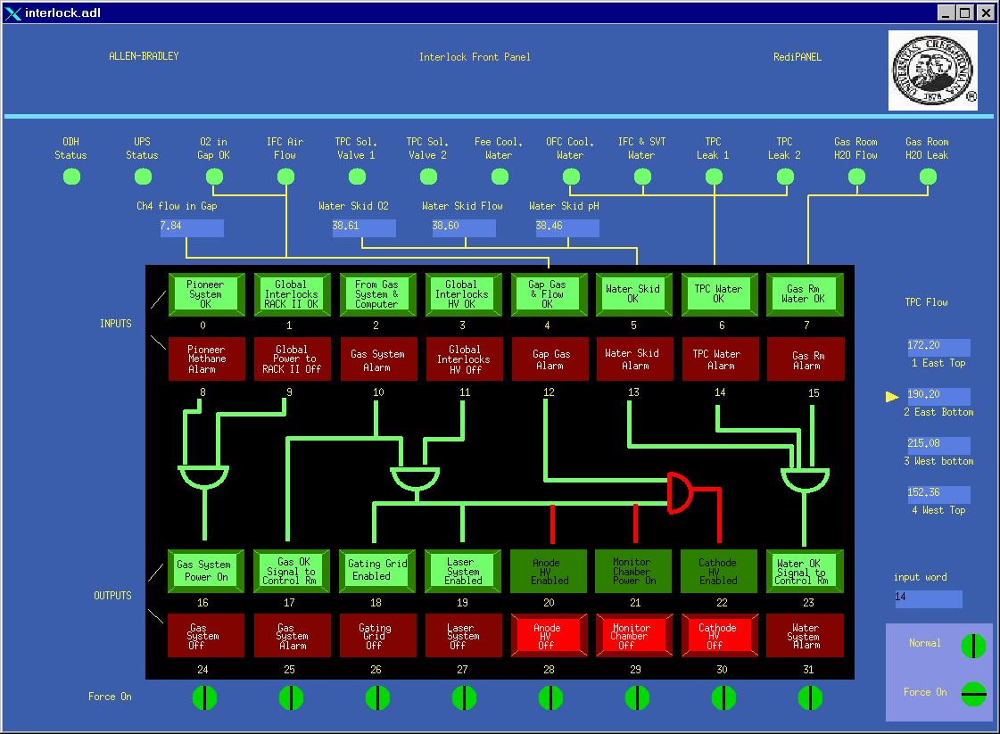 interlock.adl
ALLEN-BRADLEY
Interlock Front Panel
RediPANEL
UNIVERSITAS CREIGHTONIANA
1878
®
ODH
Status
UPS
Status
O2 in
Gap OK
IFC Air
Flow
TPC Sol.
Valve 1
TPC Sol.
Valve 2
Fee Cool.
Water
OFC Cool.
Water
IFC & SVT
Water
TPC
Leak 1
TPC
Leak 2
Gas Room
H2O Flow
Gas Room
H2O Leak
Ch4 flow in Gap
7.84
Water Skid O2
38.61
Water Skid Flow
38.60
Water Skid pH
38.46
INPUTS
Pioneer
System
OK
Global
Interlocks
RACK II OK
From Gas
System &
Computer
Global
Interlocks
HV OK
Gap Gas
& Flow
OK
Water Skid
OK
TPC Water
OK
Gas Rm
Water OK
0
1
2
3
4
5
6
7
Pioneer
Methane
Alarm
Global
Power to
RACK II Off
Gas System
Alarm
Global
Interlocks
HV Off
Gap Gas
Alarm
Water Skid
Alarm
TPC Water
Alarm
Gas Rm
Alarm
8
9
10
11
12
13
14
15
TPC Flow
172.20
1 East Top
190.20
2 East Bottom
215.08
3 West bottom
152.36
4 West Top
OUTPUTS
Gas System
Power On
Gas OK
Signal to
Control Rm
Gating Grid
Enabled
Laser
System
Enabled
Anode
HV
Enabled
Monitor
Chamber
Power On
Cathode
HV
Enabled
Water OK
Signal to
Control Rm
16
17
18
19
20
21
22
23
Gas
System
Off
Gas
System
Alarm
Gating
Grid
Off
Laser
System
Off
Anode
HV
Off
Monitor
Chamber
Off
Cathode
HV
Off
Water
System
Alarm
24
25
26
27
28
29
30
31
Force On
input word
14
Normal
Force On